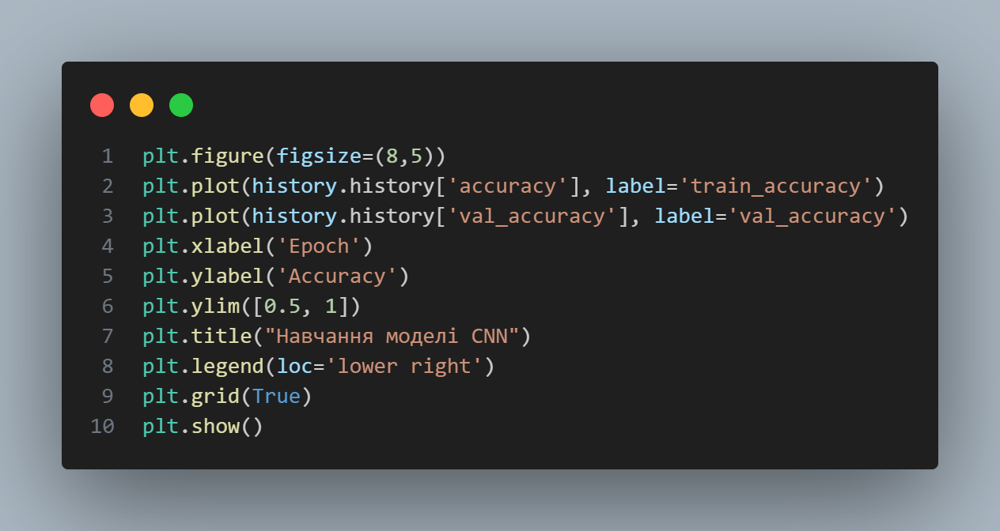 1 plt.figure(figsize=(8,5))
2 plt.plot(history.history['accuracy'], label='train_accuracy')
3 plt.plot(history.history['val_accuracy'], label='val_accuracy')
4 plt.xlabel('Epoch')
5 plt.ylabel('Accuracy')
6 plt.ylim([0.5, 1])
7 plt.title("Навчання моделі CNN")
8 plt.legend(loc='lower right')
9 plt.grid(True)
10 plt.show()